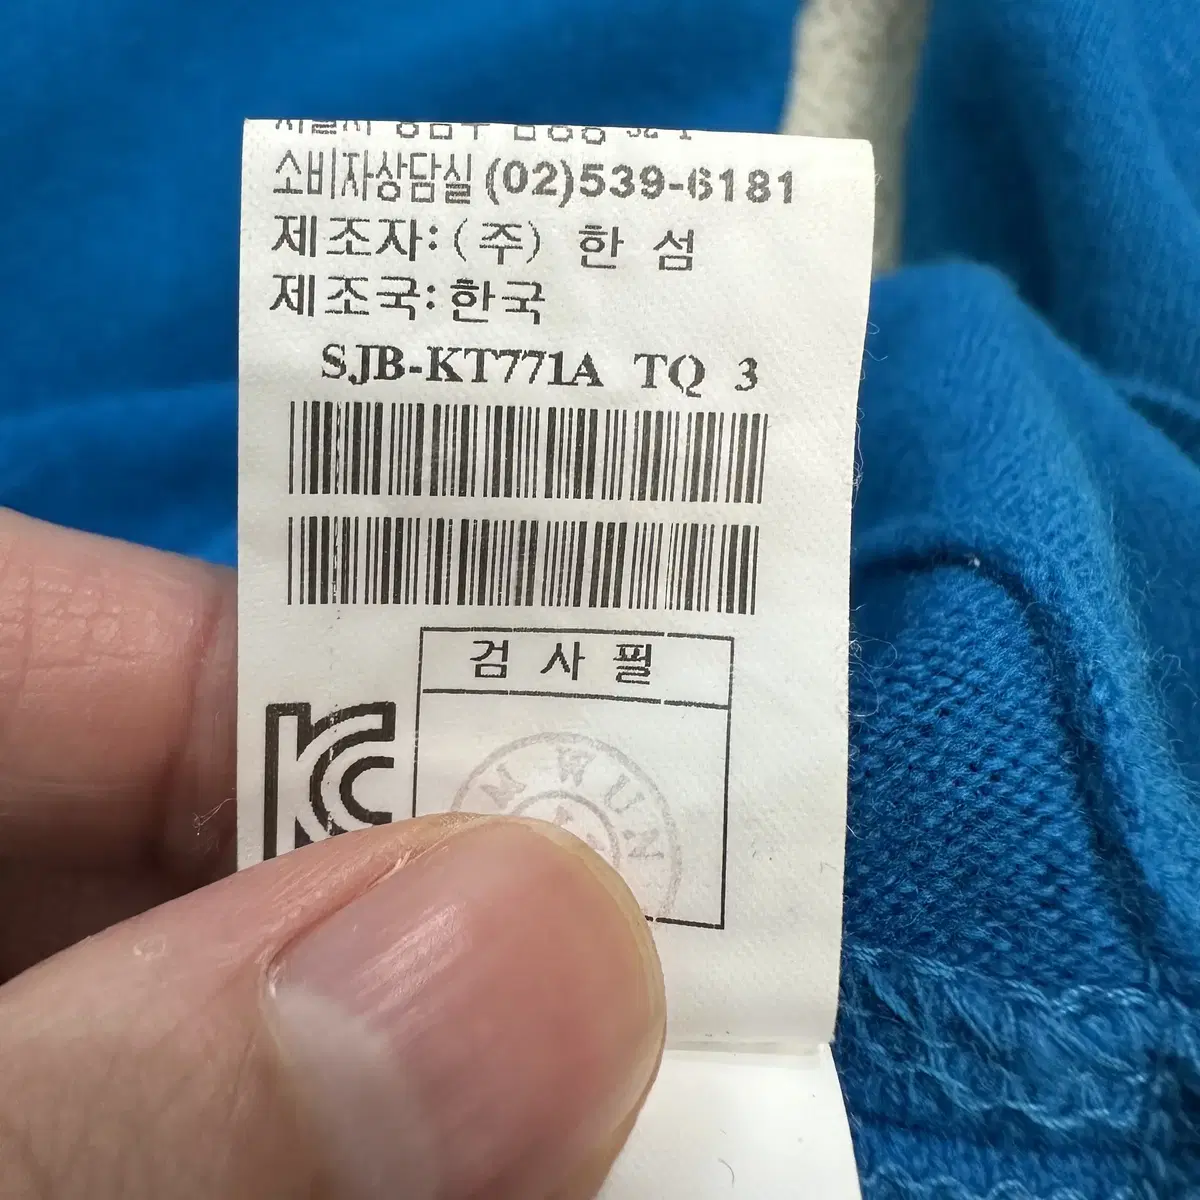 소비자상담실 (02)539-6181
제조자:(주) 한 섬
제조국:한국
SJB-KT771A TQ 3
검 사 필
KC